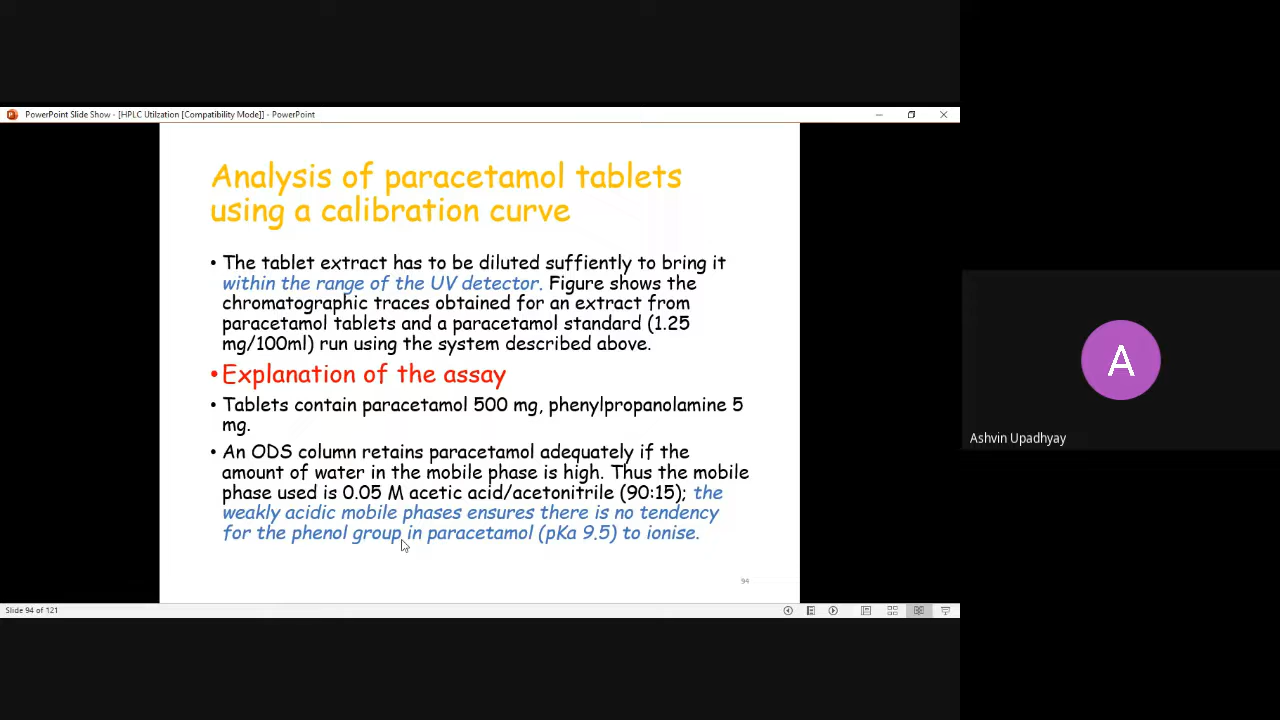 PowerPoint Slide Show - [HPLC Utilzation [Compatibility Mode]] - PowerPoint
Analysis of paracetamol tablets
using a calibration curve
• The tablet extract has to be diluted suffiently to bring it
within the range of the UV detector. Figure shows the
chromatographic traces obtained for an extract from
paracetamol tablets and a paracetamol standard (1.25
mg/100ml) run using the system described above.
• Explanation of the assay
• Tablets contain paracetamol 500 mg, phenylpropanolamine 5
mg.
• An ODS column retains paracetamol adequately if the
amount of water in the mobile phase is high. Thus the mobile
phase used is 0.05 M acetic acid/acetonitrile (90:15); the
weakly acidic mobile phases ensures there is no tendency
for the phenol group in paracetamol (pKa 9.5) to ionise.
94
Slide 94 of 121
A
Ashvin Upadhyay